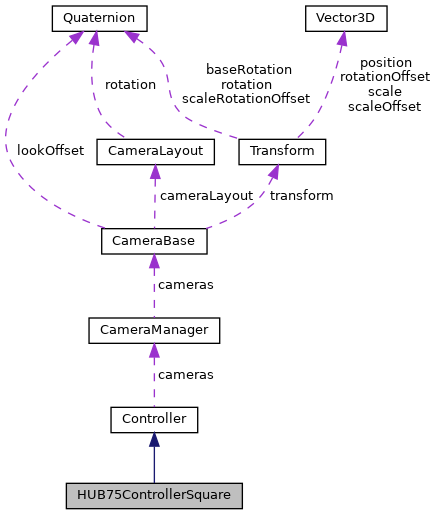 Quaternion
Vector3D
position
rotationOffset
scale
scaleOffset
baseRotation
rotation
scaleRotationOffset
rotation
lookOffset
CameraLayout
Transform
cameraLayout
transform
CameraBase
cameras
CameraManager
cameras
Controller
HUB75ControllerSquare